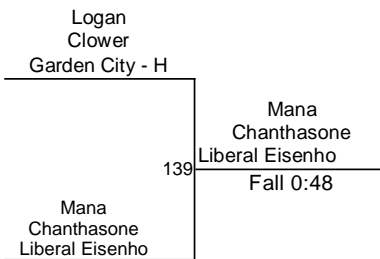 Logan
Clower
Garden City - H
Mana
Chanthasone
Liberal Eisenho
139
Fall 0:48
Mana
Chanthasone
Liberal Eisenho